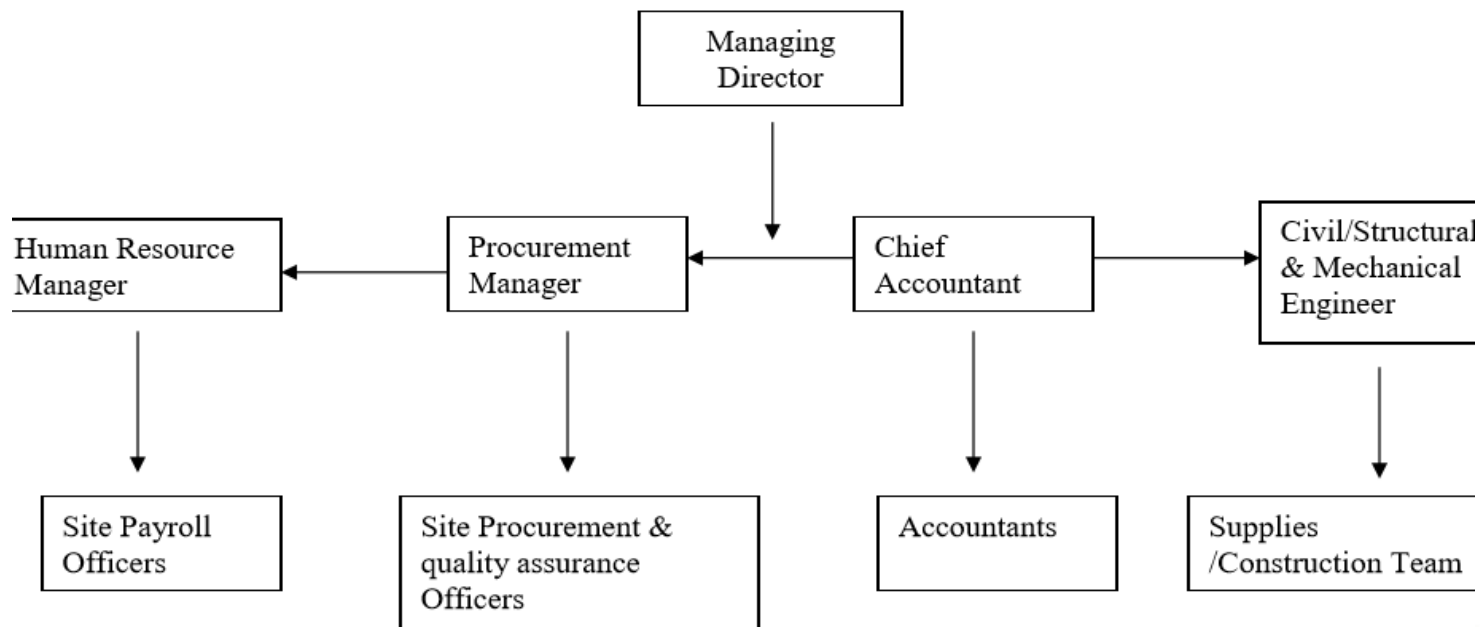 Managing
Director
Human Resource
Manager
Procurement
Manager
Chief
Accountant
Civil/Structural
& Mechanical
Engineer
Site Payroll
Officers
Site Procurement &
quality assurance
Officers
Accountants
Supplies
/Construction Team